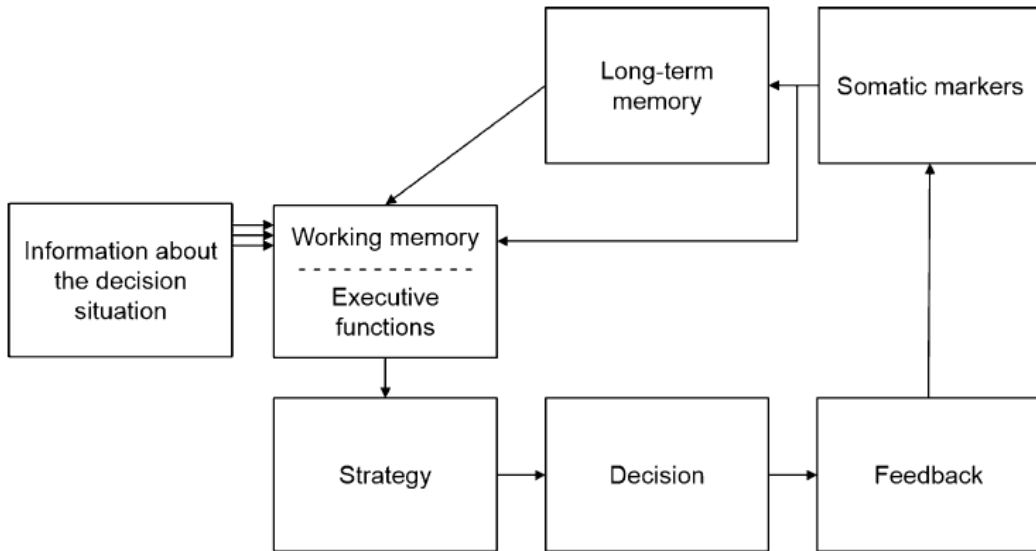 Long-term
memory
Somatic markers
Information about
the decision
situation
Working memory
Executive
functions
Strategy
Decision
Feedback